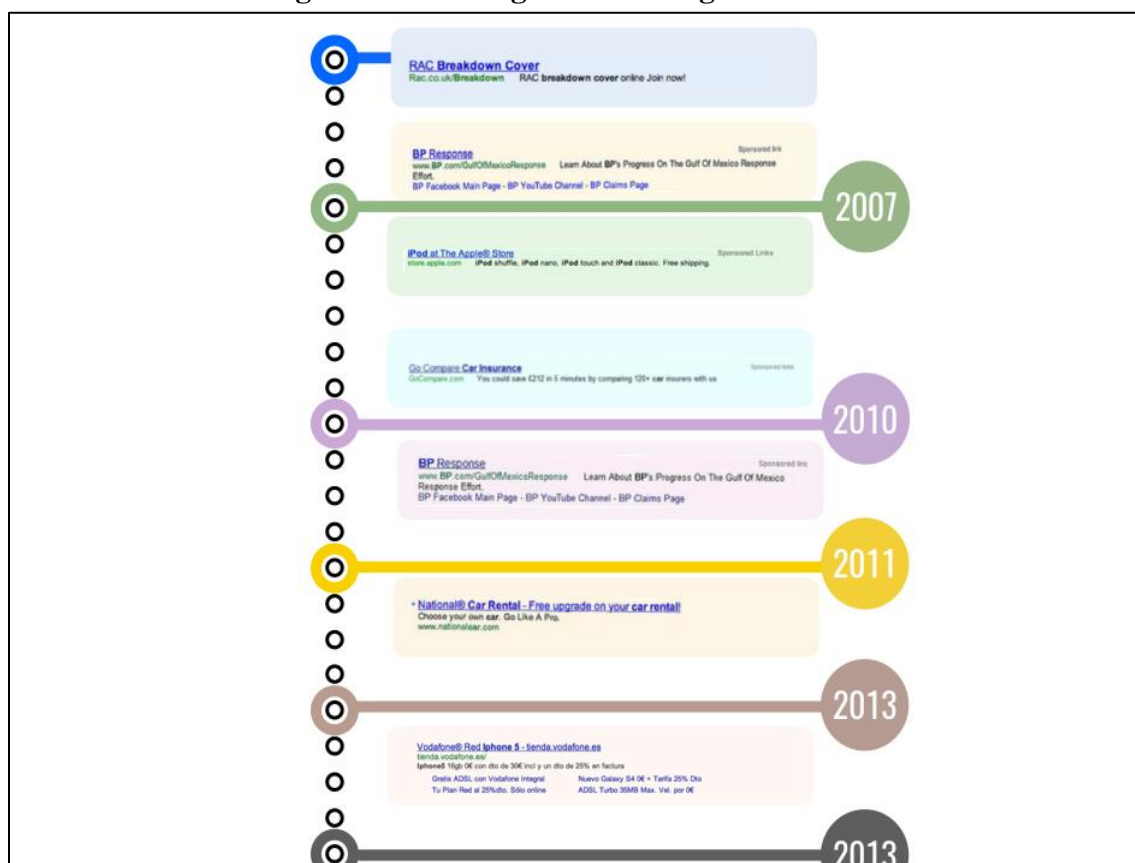 RAC Breakdown Cover
Rac.co.uk/Breakdown RAC breakdown cover online Join now!
BP Response Sponsored link
www.BP.com/GulfOfMexicoResponse Learn About BP's Progress On The Gulf Of Mexico Response
Effort.
BP Facebook Main Page - BP YouTube Channel - BP Claims Page
2007
iPod at The Apple® Store Sponsored Links
store.apple.com iPod shuffle, iPod nano, iPod touch and iPod classic. Free shipping.
Go Compare Car Insurance Sponsored links
GoCompare.com You could save £212 in 5 minutes by comparing 120+ car insurers with us
2010
BP Response Sponsored link
www.BP.com/GulfOfMexicoResponse Learn About BP's Progress On The Gulf Of Mexico
Response Effort.
BP Facebook Main Page - BP YouTube Channel - BP Claims Page
2011
National® Car Rental - Free upgrade on your car rental!
Choose your own car. Go Like A Pro.
www.nationalcar.com
2013
Vodafone® Red Iphone 5 - tienda.vodafone.es
tienda.vodafone.es/
Iphone5 16gb 0€ con dto de 30€ incl y un dto de 25% en factura
Gratis ADSL con Vodafone Integral Nuevo Galaxy S4 0€ + Tarifa 25% Dto
Tu Plan Red al 25%dto. Sólo online ADSL Turbo 35MB Max. Vel. por 0€
2013